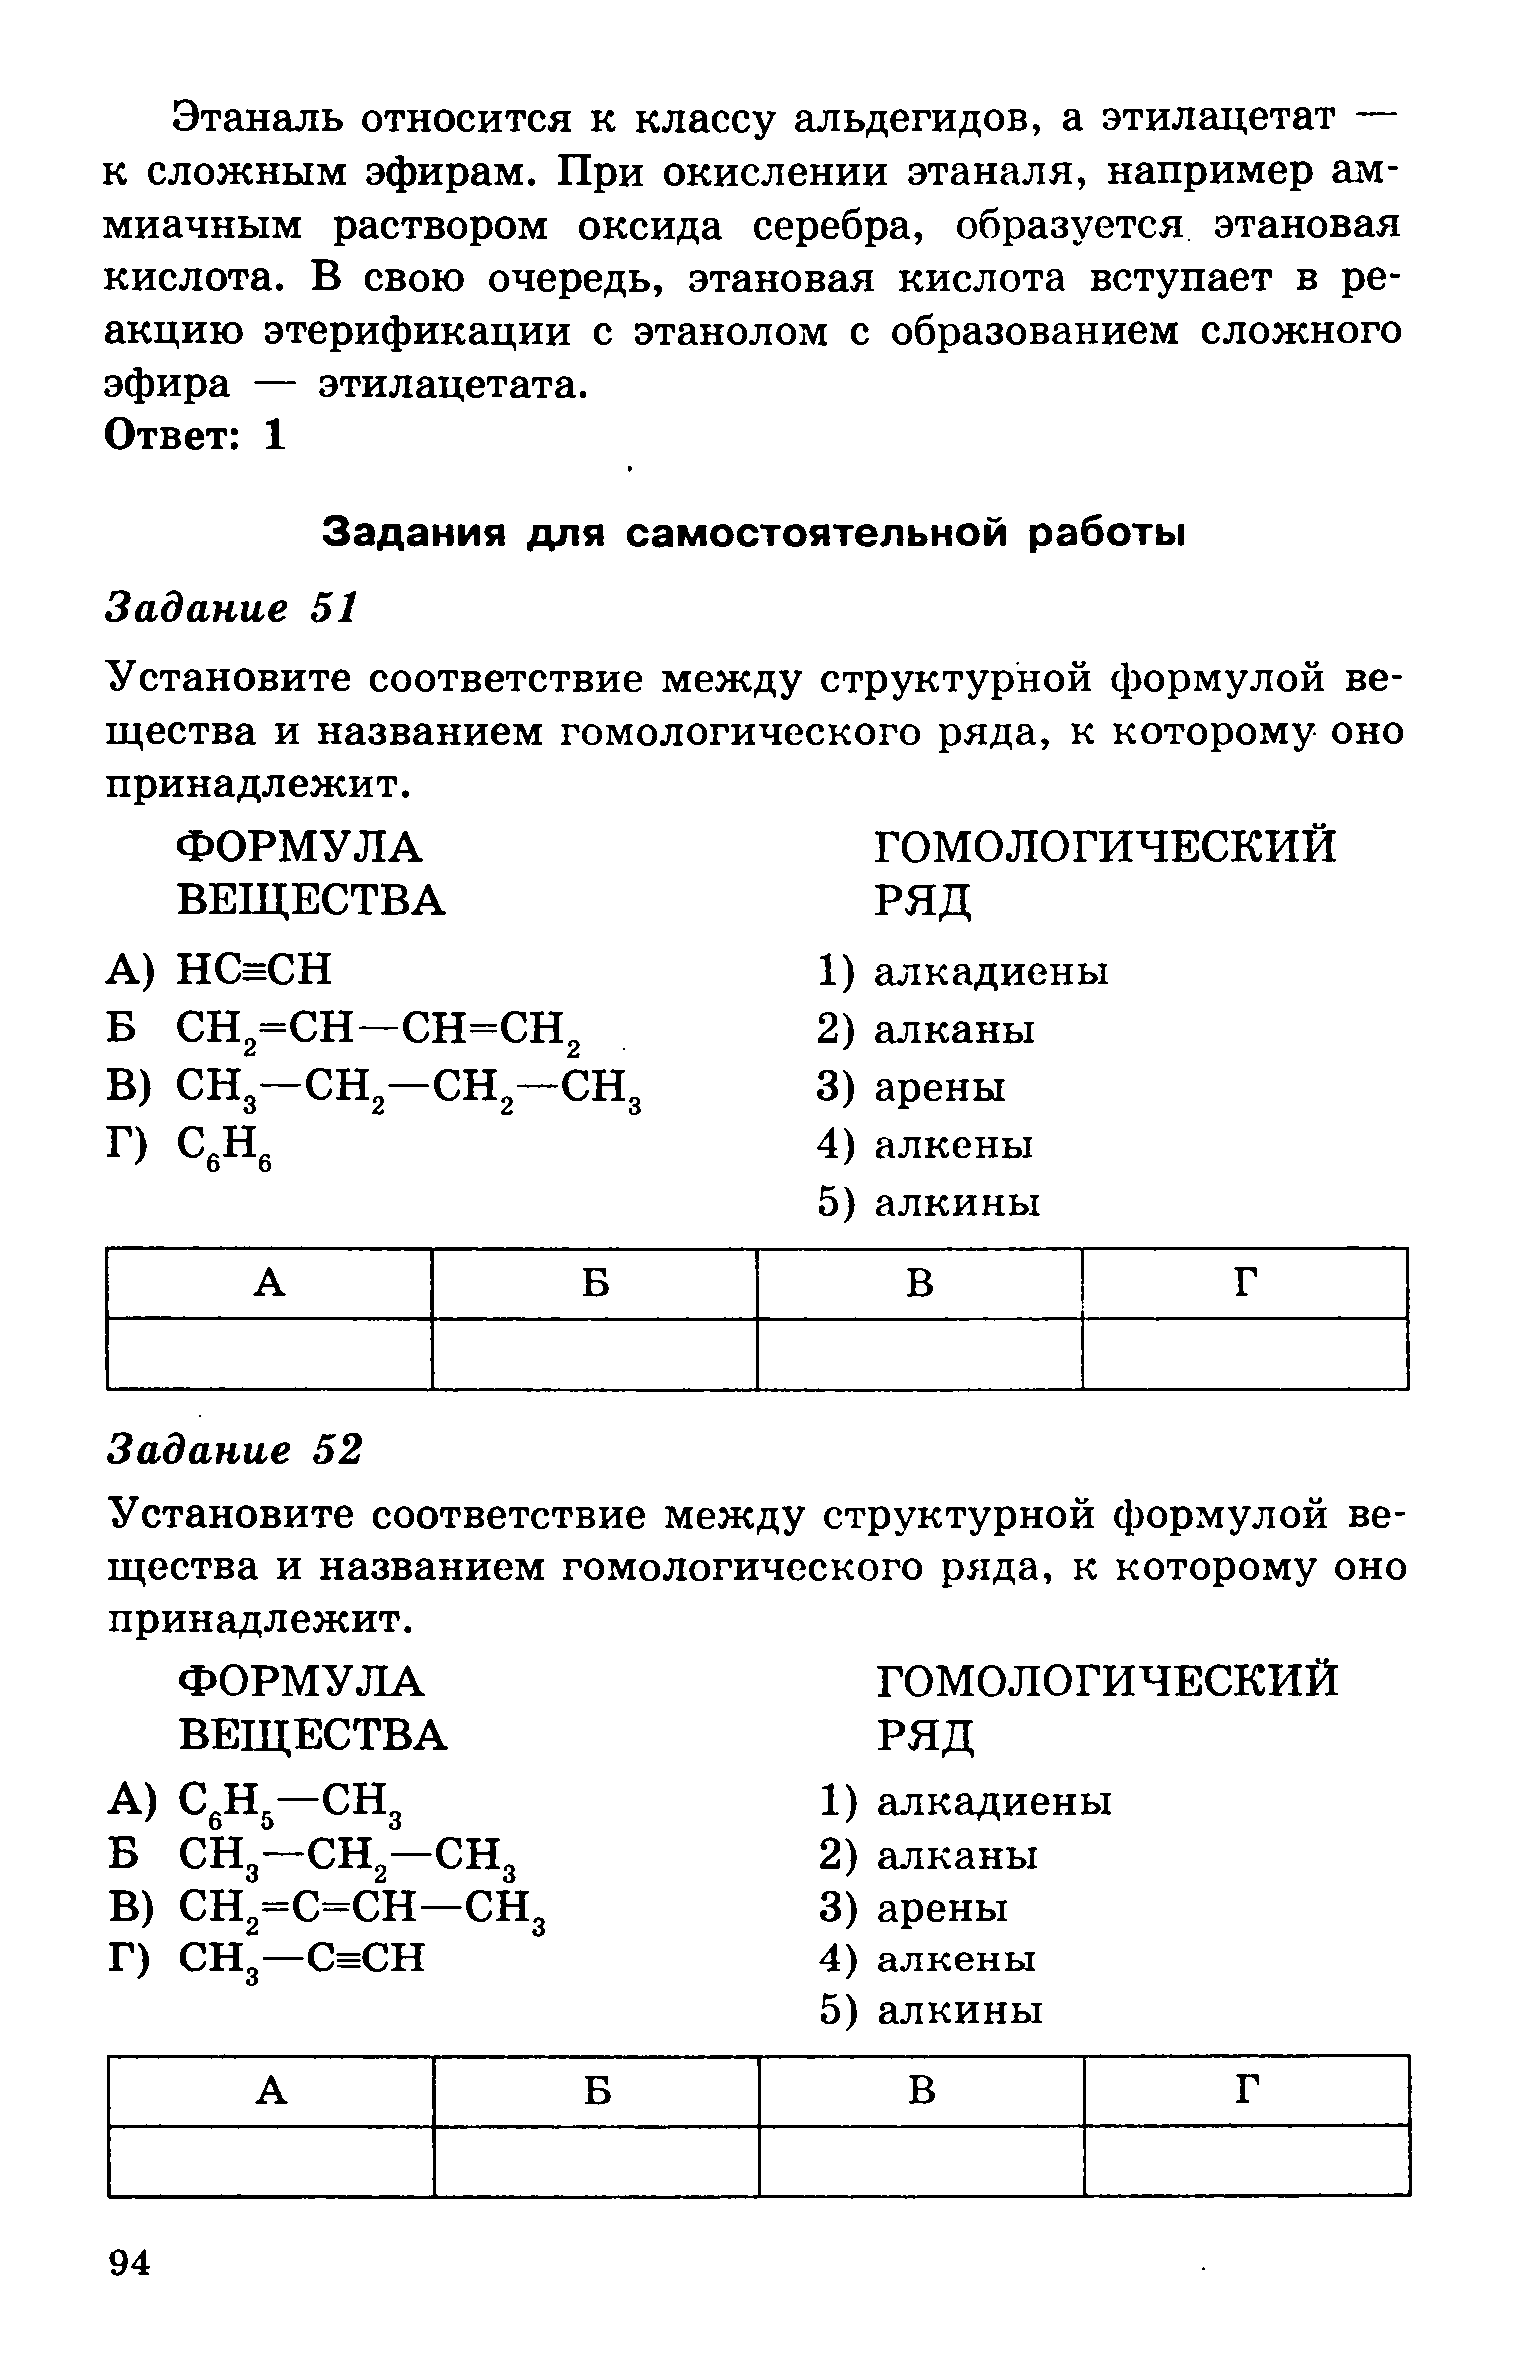 Этаналь относится к классу альдегидов, а этилацетат —
к сложным эфирам. При окислении этаналя, например ам-
миачным раствором оксида серебра, образуется этановая
кислота. В свою очередь, этановая кислота вступает в ре-
акцию этерификации с этанолом с образованием сложного
эфира — этилацетата.
Ответ: 1
Задания для самостоятельной работы
Задание 51
Установите соответствие между структурной формулой ве-
щества и названием гомологического ряда, к которому оно
принадлежит.
ФОРМУЛА ВЕЩЕСТВА
ГОМОЛОГИЧЕСКИЙ РЯД
А) HC≡CH
Б CH₂=CH—CH=CH₂
В) CH₃—CH₂—CH₂—CH₃
Г) C₆H₆
1) алкадиены
2) алканы
3) арены
4) алкены
5) алкины
А Б В Г
Задание 52
Установите соответствие между структурной формулой ве-
щества и названием гомологического ряда, к которому оно
принадлежит.
ФОРМУЛА ВЕЩЕСТВА
ГОМОЛОГИЧЕСКИЙ РЯД
А) C₆H₅—CH₃
Б CH₃—CH₂—CH₃
В) CH₂=C=CH—CH₃
Г) CH₃—C≡CH
1) алкадиены
2) алканы
3) арены
4) алкены
5) алкины
А Б В Г
94